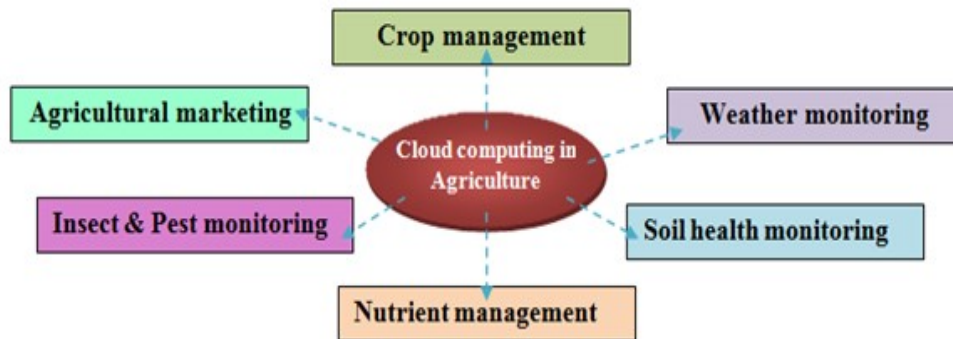 Crop management
Agricultural marketing
Weather monitoring
Cloud computing in
Agriculture
Insect & Pest monitoring
Soil health monitoring
Nutrient management